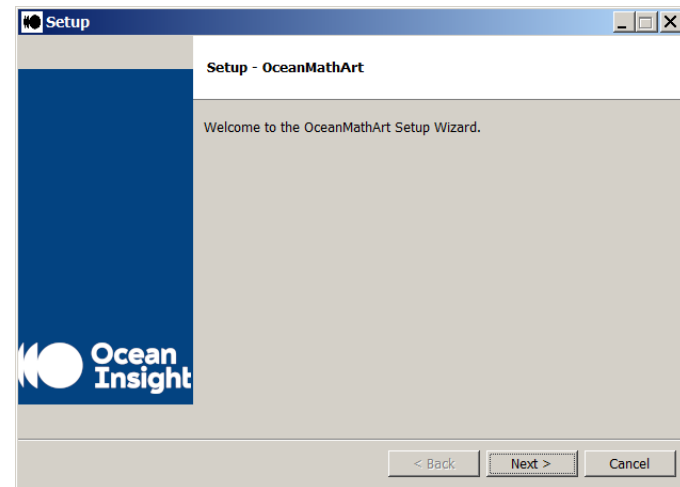 Setup
Setup - OceanMathArt
Welcome to the OceanMathArt Setup Wizard.
Ocean
Insight
< Back
Next >
Cancel